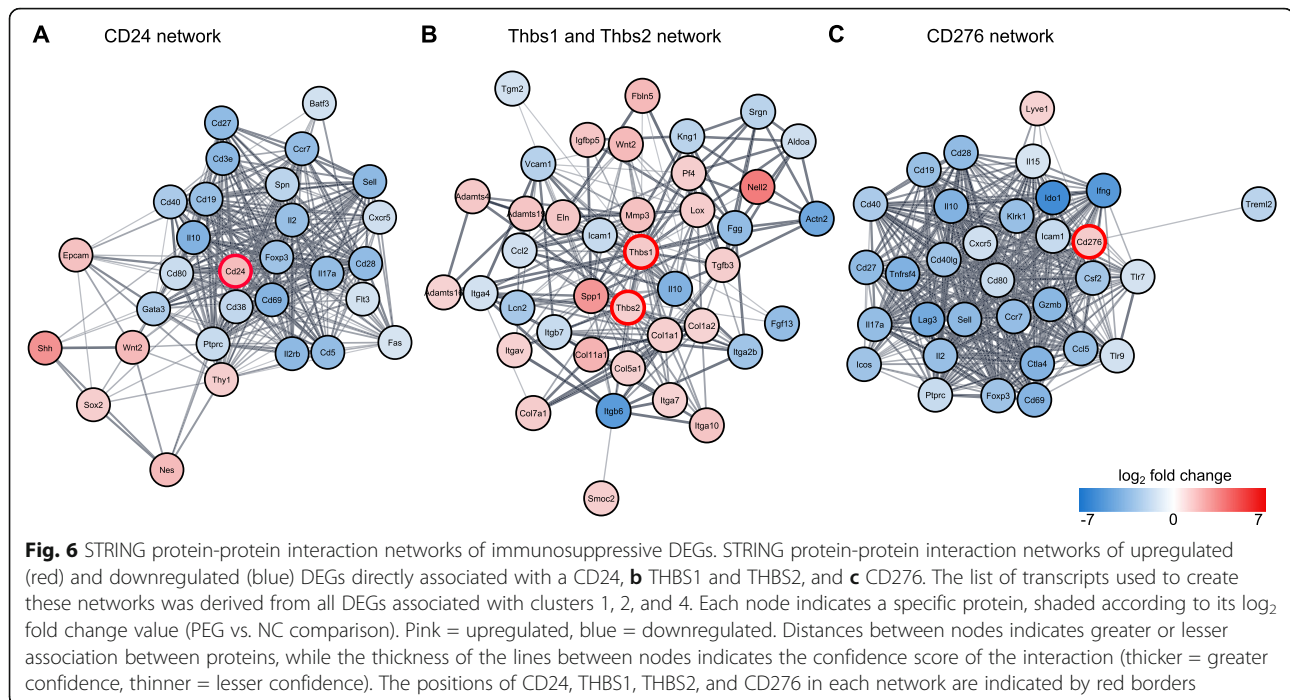 A CD24 network
B Thbs1 and Thbs2 network
C CD276 network
Batf3
Cd27
Ccr7
Cd3e
Spn
Sell
Cd40
Cd19
Il2
Cxcr5
Il10
Foxp3
Epcam
Cd80
Cd24
Il17a
Cd28
Gata3
Cd38
Cd69
Flt3
Shh
Wnt2
Ptprc
Il2rb
Cd5
Fas
Thy1
Sox2
Nes
Tgm2
Fbln5
Srgn
Igfbp5
Wnt2
Kng1
Aldoa
Vcam1
Pf4
Nell2
Adamts4
Adamts19
Eln
Mmp3
Lox
Actn2
Icam1
Fgg
Ccl2
Thbs1
Tgfb3
Itga4
Spp1
Il10
Lcn2
Thbs2
Itgb7
Col1a1
Col1a2
Fgf13
Itgav
Col11a1
Col5a1
Itga2b
Col7a1
Itgb6
Itga7
Itga10
Smoc2
Lyve1
Cd28
Il15
Cd19
Ido1
Ifng
Cd40
Il10
Klrk1
Treml2
Cxcr5
Icam1
Cd276
Cd27
Tnfrsf4
Cd40lg
Cd80
Csf2
Tlr7
Il17a
Lag3
Sell
Ccr7
Gzmb
Icos
Il2
Ctla4
Ccl5
Tlr9
Ptprc
Foxp3
Cd69
log2 fold change
-7 0 7
Fig. 6 STRING protein-protein interaction networks of immunosuppressive DEGs. STRING protein-protein interaction networks of upregulated
(red) and downregulated (blue) DEGs directly associated with a CD24, b THBS1 and THBS2, and c CD276. The list of transcripts used to create
these networks was derived from all DEGs associated with clusters 1, 2, and 4. Each node indicates a specific protein, shaded according to its log2
fold change value (PEG vs. NC comparison). Pink = upregulated, blue = downregulated. Distances between nodes indicates greater or lesser
association between proteins, while the thickness of the lines between nodes indicates the confidence score of the interaction (thicker = greater
confidence, thinner = lesser confidence). The positions of CD24, THBS1, THBS2, and CD276 in each network are indicated by red borders